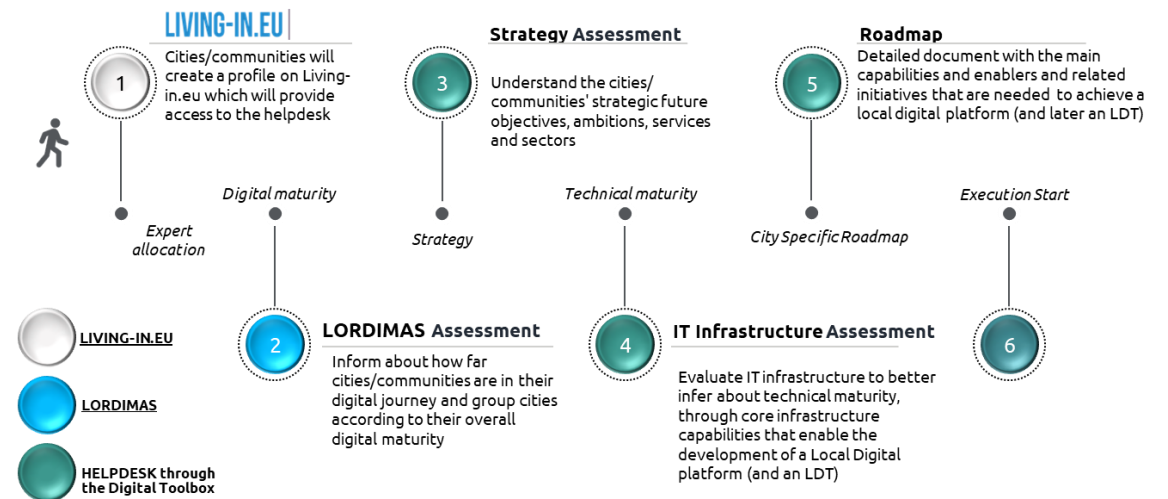 LIVING-IN.EU
1
Cities/communities will
create a profile on Living-
in.eu which will provide
access to the helpdesk
Expert
allocation
Digital maturity
2
LORDIMAS Assessment
Inform about how far
cities/communities are in their
digital journey and group cities
according to their overall
digital maturity
Strategy Assessment
3
Understand the cities/
communities' strategic future
objectives, ambitions, services
and sectors
Strategy
Technical maturity
4
IT Infrastructure Assessment
Evaluate IT infrastructure to better
infer about technical maturity,
through core infrastructure
capabilities that enable the
development of a Local Digital
platform (and an LDT)
Roadmap
5
Detailed document with the main
capabilities and enablers and related
initiatives that are needed to achieve a
local digital platform (and later an LDT)
City Specific Roadmap
Execution Start
6
LIVING-IN.EU
LORDIMAS
HELPDESK through
the Digital Toolbox